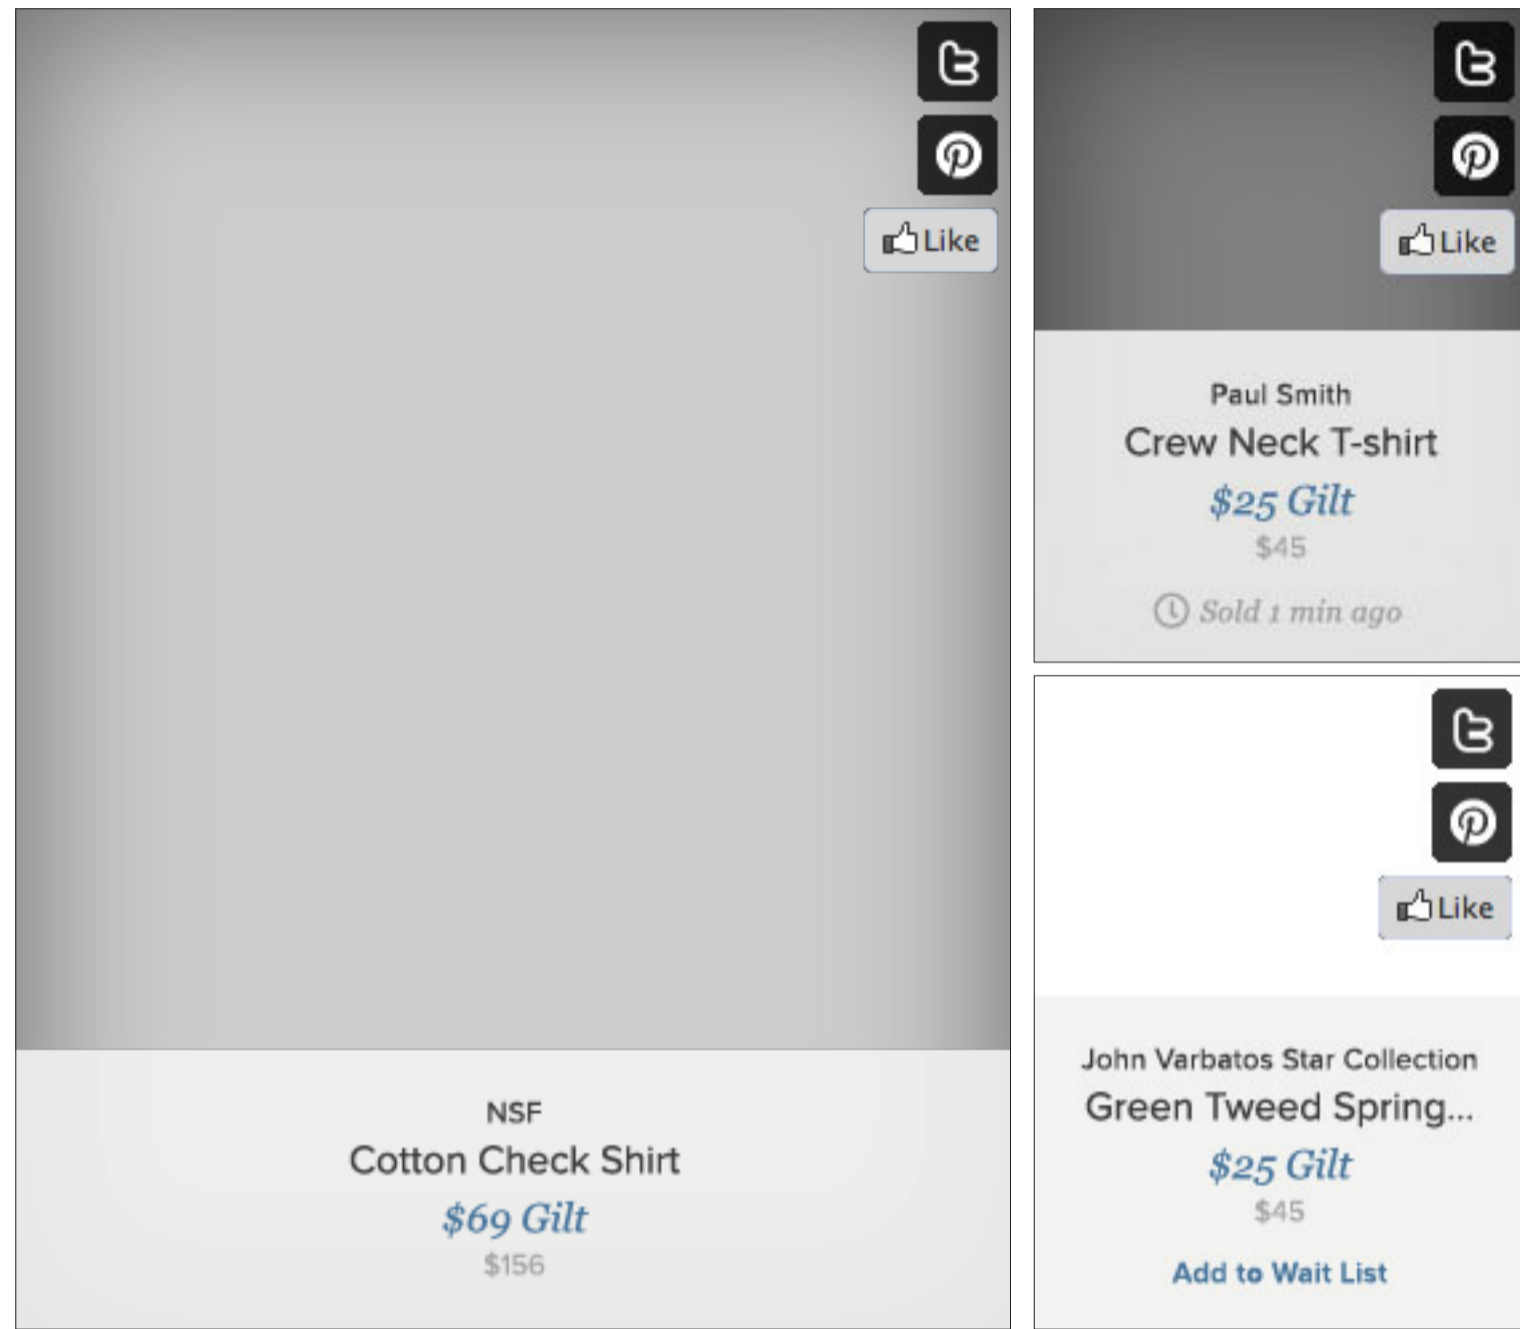 Like
NSF
Cotton Check Shirt
$69 Gilt
$156
Like
Paul Smith
Crew Neck T-shirt
$25 Gilt
$45
Sold 1 min ago
Like
John Varbatos Star Collection
Green Tweed Spring...
$25 Gilt
$45
Add to Wait List